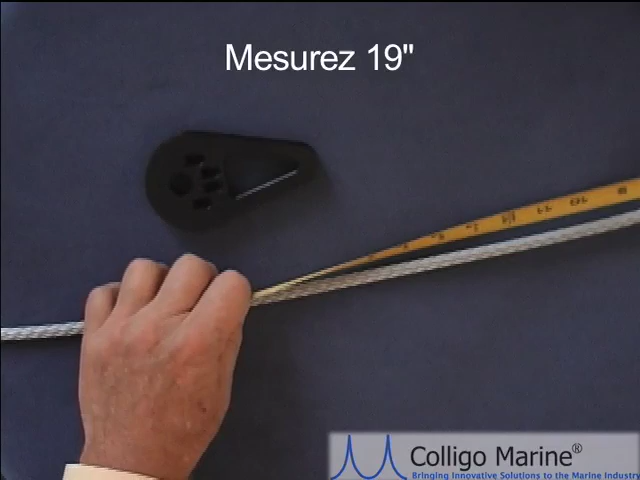 Mesurez 19"
Colligo Marine®
Bringing Innovative Solutions to the Marine Industry